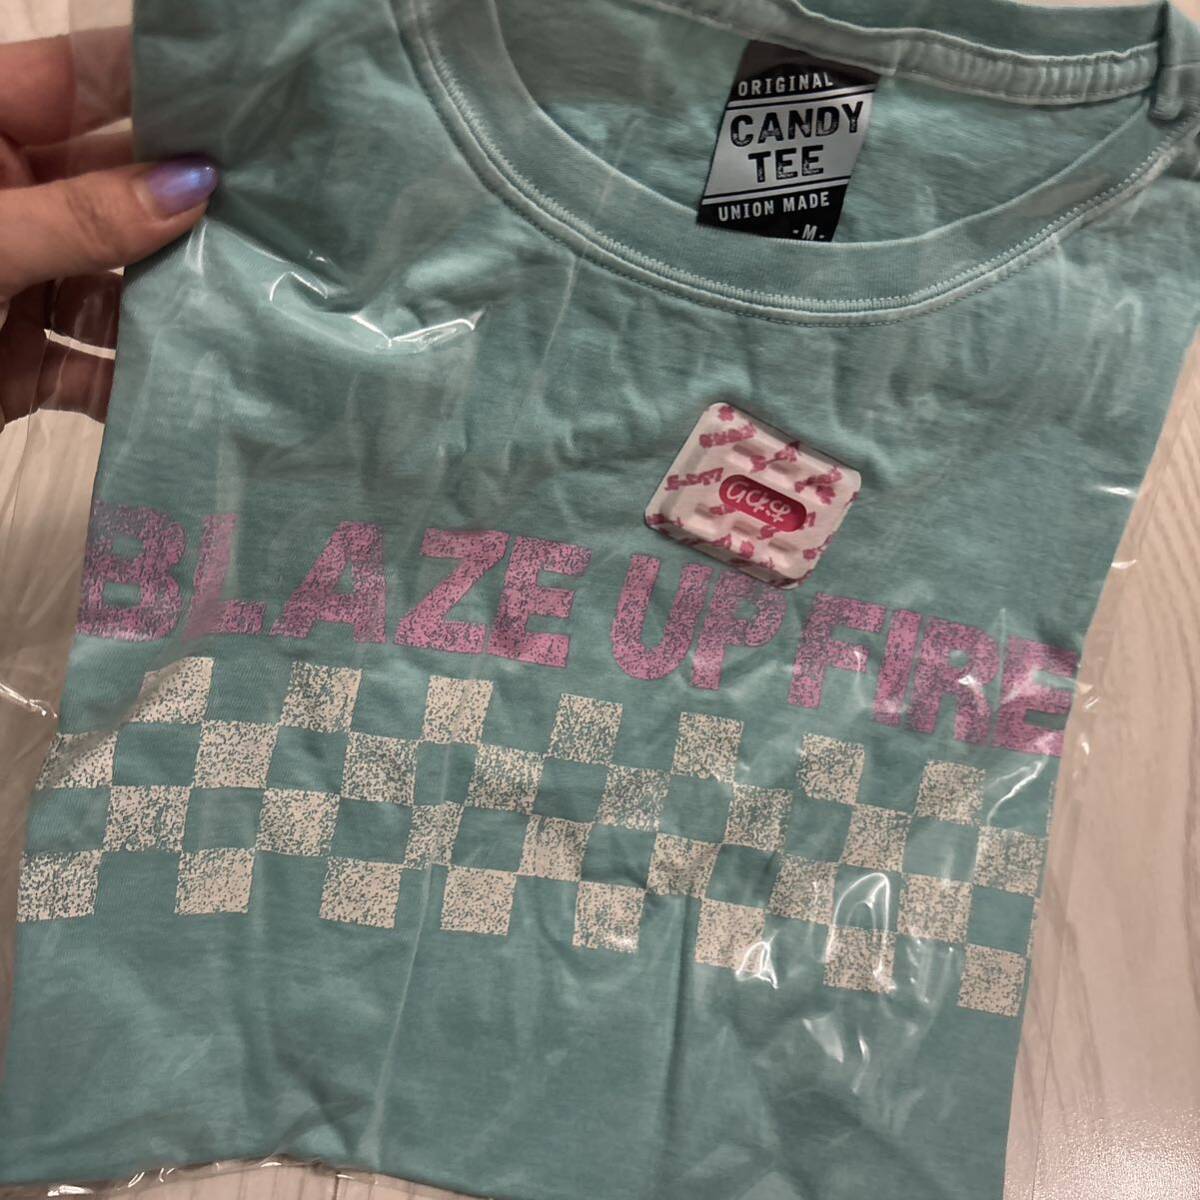 ORIGINAL
CANDY
TEE
UNION MADE
-M-
BLAZE UP FIRE